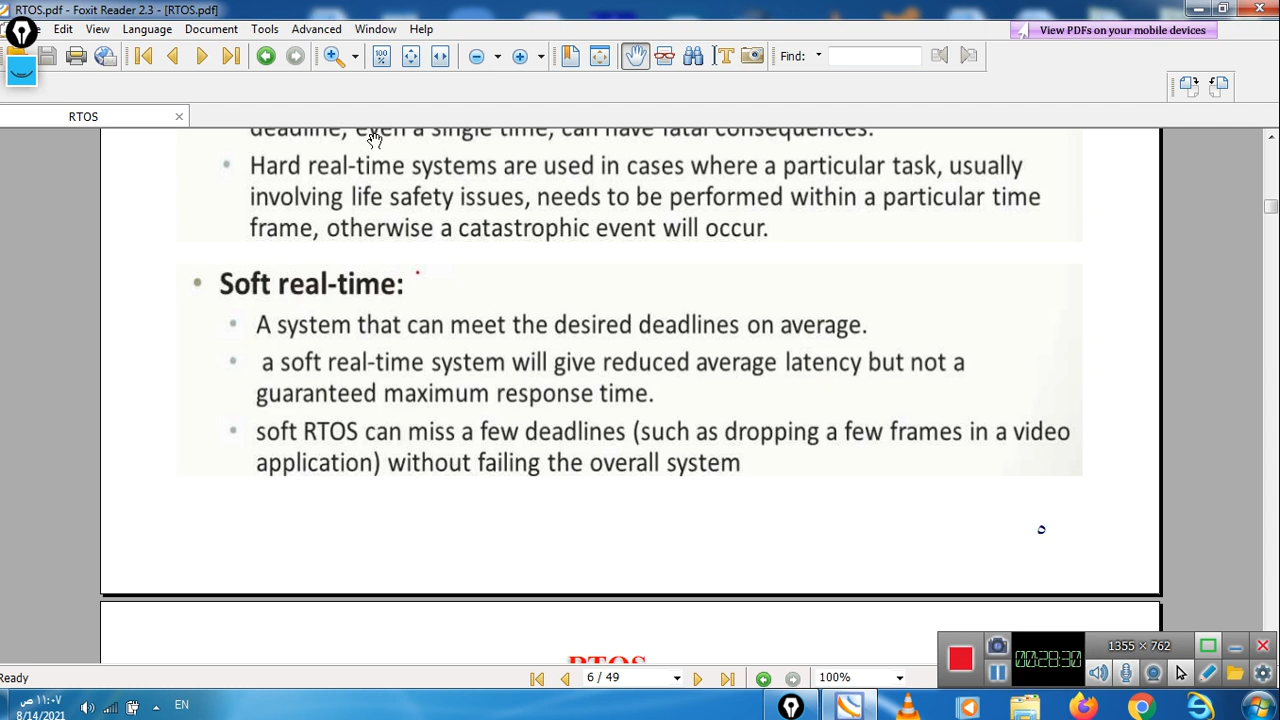 RTOS.pdf - Foxit Reader 2.3 - [RTOS.pdf]
Edit View Language Document Tools Advanced Window Help
View PDFs on your mobile devices
Find:
RTOS
deadline, even a single time, can have fatal consequences.
Hard real-time systems are used in cases where a particular task, usually
involving life safety issues, needs to be performed within a particular time
frame, otherwise a catastrophic event will occur.
Soft real-time:
A system that can meet the desired deadlines on average.
a soft real-time system will give reduced average latency but not a
guaranteed maximum response time.
soft RTOS can miss a few deadlines (such as dropping a few frames in a video
application) without failing the overall system
٥
RTOS
1355 × 762
00:28:30
Ready
6 / 49
100%
١١:٠٧ ص
EN
8/14/2021